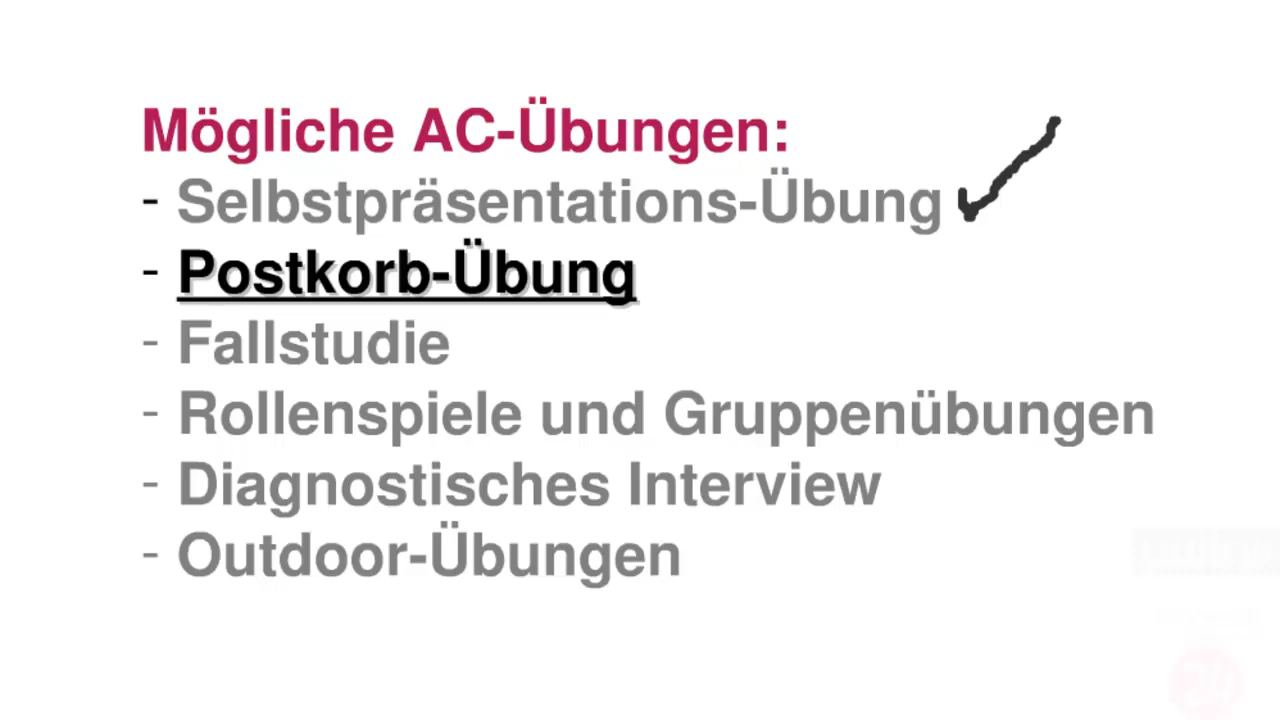 Mögliche AC-Übungen:
- Selbstpräsentations-Übung
- Postkorb-Übung
- Fallstudie
- Rollenspiele und Gruppenübungen
- Diagnostisches Interview
- Outdoor-Übungen